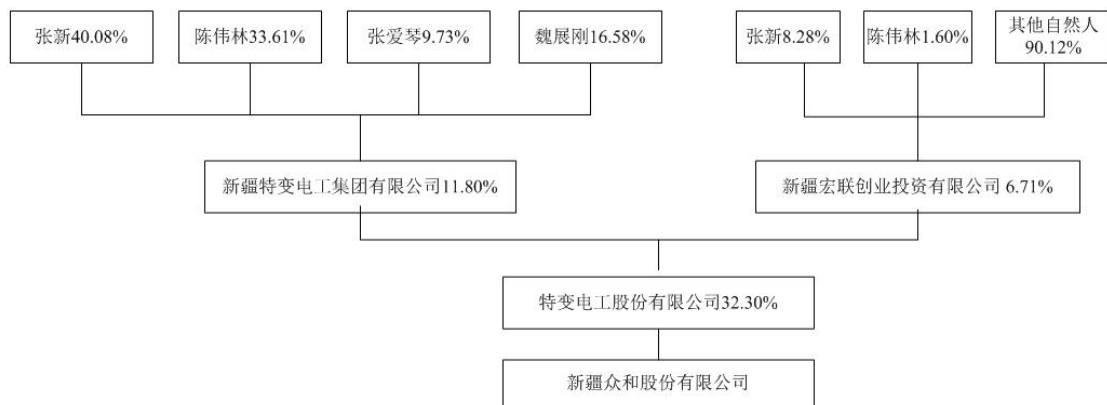 张新40.08%
陈伟林33.61%
张爱琴9.73%
魏展刚16.58%
张新8.28%
陈伟林1.60%
其他自然人
90.12%
新疆特变电工集团有限公司11.80%
新疆宏联创业投资有限公司 6.71%
特变电工股份有限公司32.30%
新疆众和股份有限公司